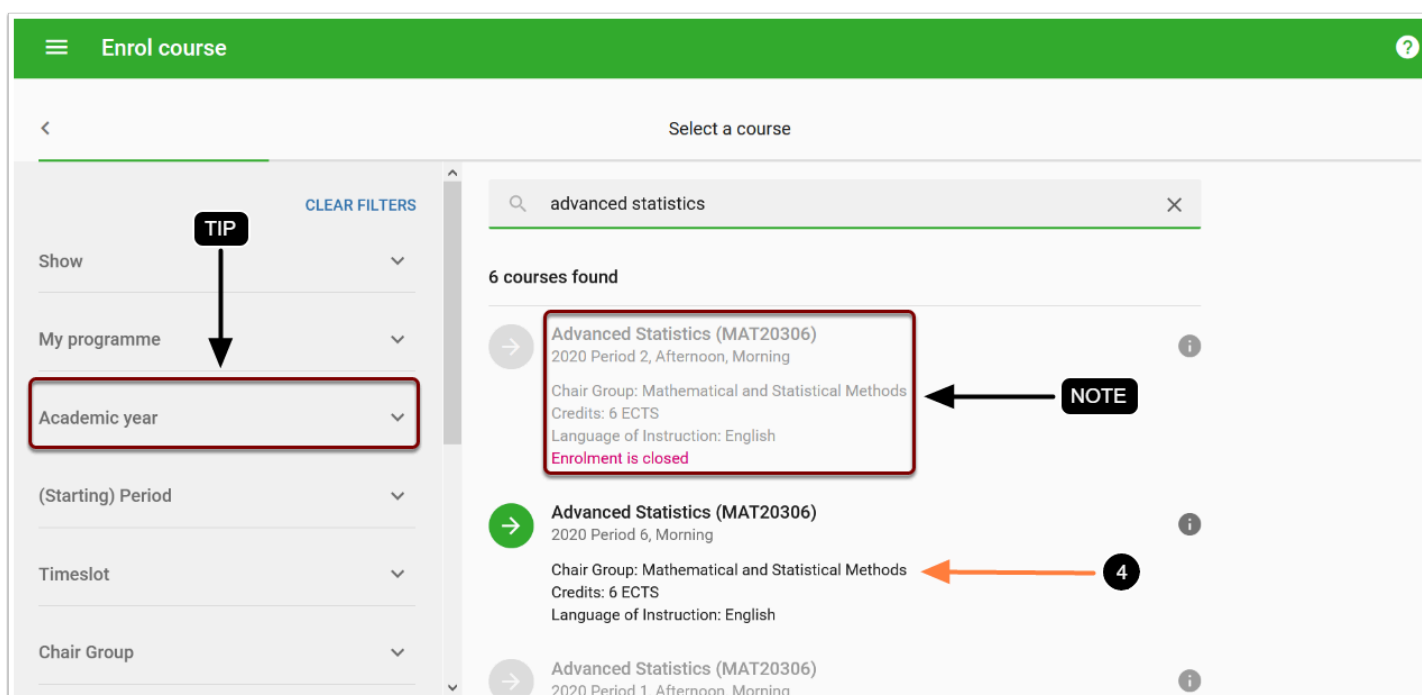 Enrol course
?
Select a course
CLEAR FILTERS
TIP
Show
My programme
Academic year
(Starting) Period
Timeslot
Chair Group
advanced statistics
6 courses found
Advanced Statistics (MAT20306)
2020 Period 2, Afternoon, Morning
Chair Group: Mathematical and Statistical Methods
Credits: 6 ECTS
Language of Instruction: English
Enrolment is closed
NOTE
Advanced Statistics (MAT20306)
2020 Period 6, Morning
Chair Group: Mathematical and Statistical Methods
Credits: 6 ECTS
Language of Instruction: English
4
Advanced Statistics (MAT20306)
2020 Period 1, Afternoon, Morning